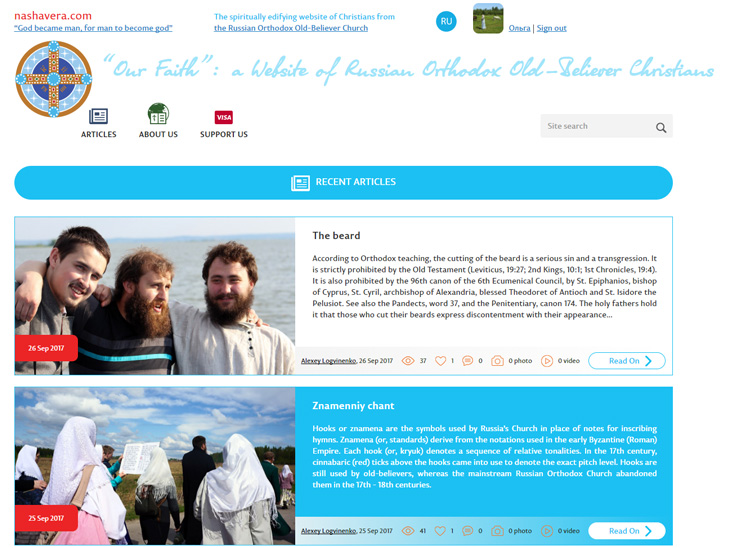 nashavera.com
"God became man, for man to become god"
The spiritually edifying website of Christians from
the Russian Orthodox Old-Believer Church
RU
Ольга | Sign out
"Our Faith": a Website of Russian Orthodox Old-Believer Christians
ARTICLES
ABOUT US
VISA
SUPPORT US
Site search
RECENT ARTICLES
The beard
According to Orthodox teaching, the cutting of the beard is a serious sin and a transgression. It
is strictly prohibited by the Old Testament (Leviticus, 19:27; 2nd Kings, 10:1; 1st Chronicles, 19:4).
It is also prohibited by the 96th canon of the 6th Ecumenical Council, by St. Epiphanios, bishop
of Cyprus, St. Cyril, archbishop of Alexandria, blessed Theodoret of Antioch and St. Isidore the
Pelusiot. See also the Pandects, word 37, and the Penitentiary, canon 174. The holy fathers hold
it that those who cut their beards express discontentment with their appearance...
26 Sep 2017
Alexey Logvinenko, 26 Sep 2017 37 1 0 0 photo 0 video Read On
Znamenniy chant
Hooks or znamena are the symbols used by Russia's Church in place of notes for inscribing
hymns. Znamena (or, standards) derive from the notations used in the early Byzantine (Roman)
Empire. Each hook (or, kryuk) denotes a sequence of relative tonalities. In the 17th century,
cinnabaric (red) ticks above the hooks came into use to denote the exact pitch level. Hooks are
still used by old-believers, whereas the mainstream Russian Orthodox Church abandoned
them in the 17th - 18th centuries.
25 Sep 2017
Alexey Logvinenko, 25 Sep 2017 41 1 0 0 photo 0 video Read On